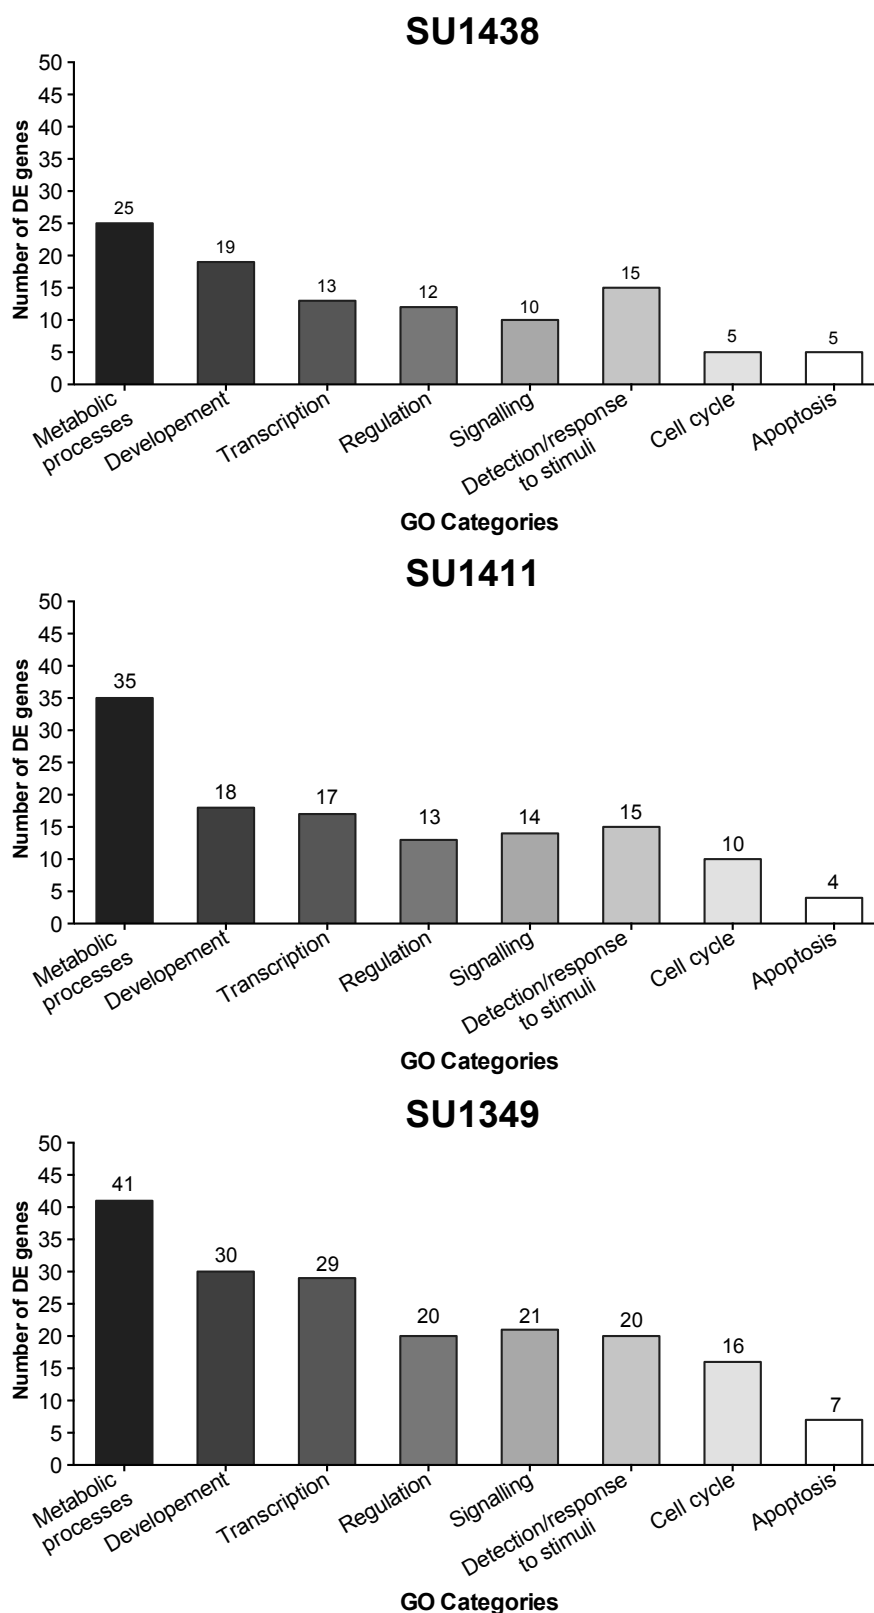 SU1438
50
45
40
35
30
25
20
15
10
5
0
Number of DE genes
25
19
13
12
10
15
5
5
Metabolic
processes
Developement
Transcription
Regulation
Signalling
Detection/response
to stimuli
Cell cycle
Apoptosis
GO Categories
SU1411
50
45
40
35
30
25
20
15
10
5
0
Number of DE genes
35
18
17
13
14
15
10
4
Metabolic
processes
Developement
Transcription
Regulation
Signalling
Detection/response
to stimuli
Cell cycle
Apoptosis
GO Categories
SU1349
50
45
40
35
30
25
20
15
10
5
0
Number of DE genes
41
30
29
20
21
20
16
7
Metabolic
processes
Developement
Transcription
Regulation
Signalling
Detection/response
to stimuli
Cell cycle
Apoptosis
GO Categories